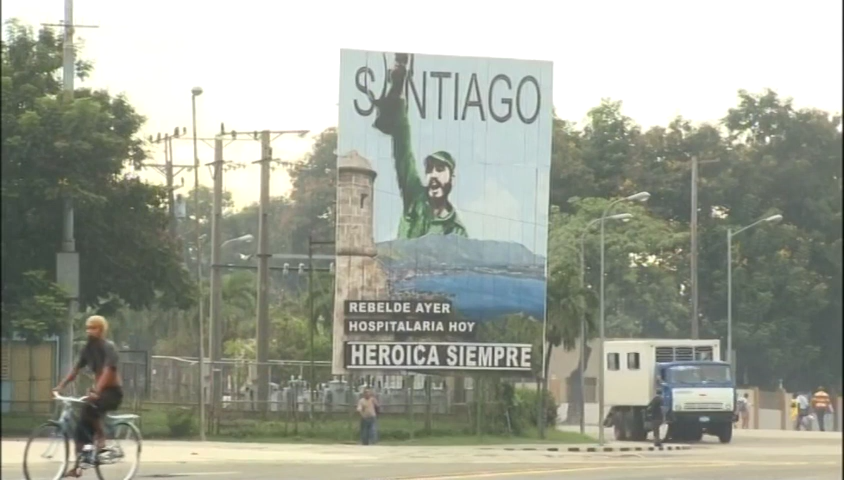 SANTIAGO
REBELDE AYER
HOSPITALARIA HOY
HEROICA SIEMPRE